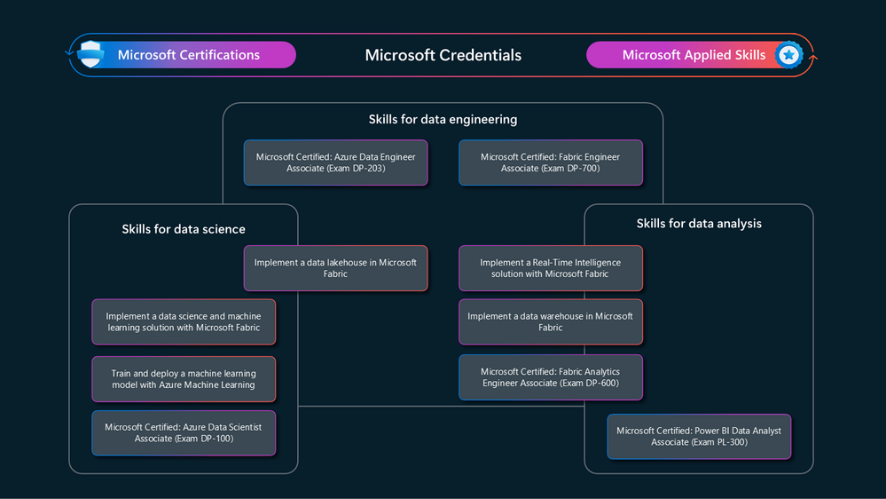 Microsoft Certifications
Microsoft Credentials
Microsoft Applied Skills
Skills for data engineering
Microsoft Certified: Azure Data Engineer
Associate (Exam DP-203)
Microsoft Certified: Fabric Engineer
Associate (Exam DP-700)
Skills for data science
Skills for data analysis
Implement a data lakehouse in Microsoft
Fabric
Implement a Real-Time Intelligence
solution with Microsoft Fabric
Implement a data science and machine
learning solution with Microsoft Fabric
Implement a data warehouse in Microsoft
Fabric
Train and deploy a machine learning
model with Azure Machine Learning
Microsoft Certified: Fabric Analytics
Engineer Associate (Exam DP-600)
Microsoft Certified: Azure Data Scientist
Associate (Exam DP-100)
Microsoft Certified: Power BI Data Analyst
Associate (Exam PL-300)